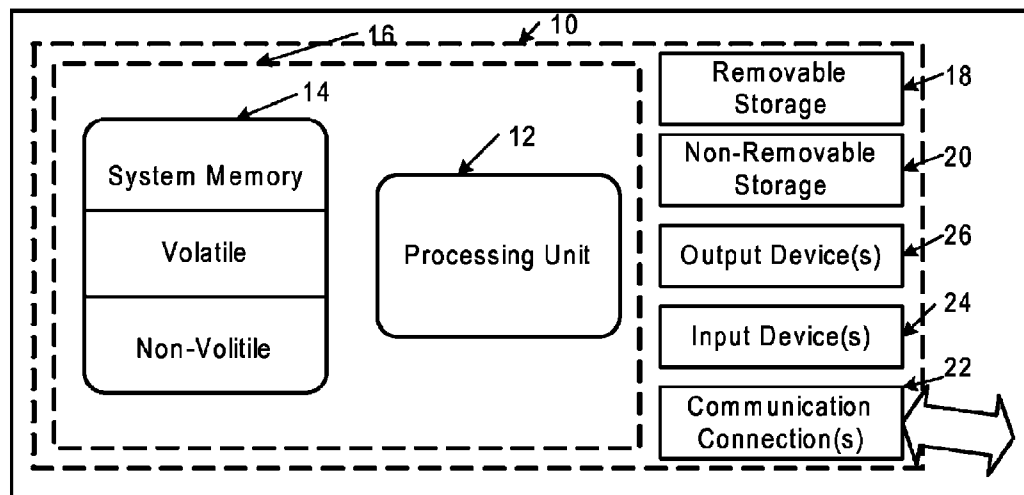 10
16
14
12
System Memory
Volatile
Non-Volitile
Processing Unit
Removable
Storage
18
Non-Removable
Storage
20
Output Device(s)
26
Input Device(s)
24
22
Communication
Connection(s)